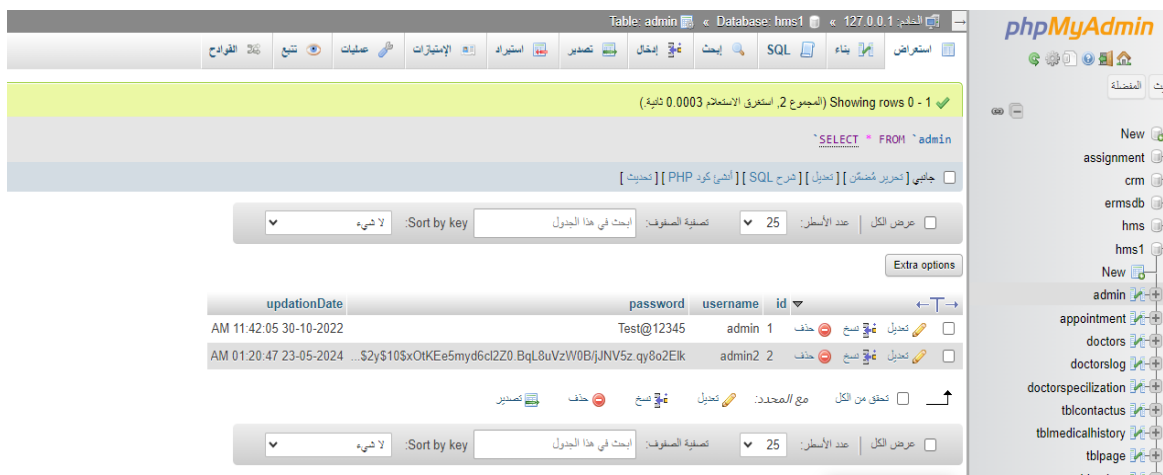 phpMyAdmin
المفضلة
New
assignment
crm
ermsdb
hms
hms1
New
admin
appointment
doctors
doctorslog
doctorspecilization
tblcontactus
tblmedicalhistory
tblpage
الخادم: 127.0.0.1 » Database: hms1 » Table: admin
استعراض بناء SQL إبحث إدخال تصدير استيراد الإمتيازات عمليات تتبع القوادح
Showing rows 0 - 1 (المجموع 2, استغرق الاستعلام 0.0003 ثانية.)
SELECT * FROM `admin`
جانبي [ تحرير مُضمَّن ] [ تعديل ] [ شرح SQL ] [ أنشئ كود PHP ] [ تحديث ]
عرض الكل عدد الأسطر: 25 تصفية الصفوف: ابحث في هذا الجدول Sort by key: لا شيء
Extra options
id username password updationDate
تعديل نسخ حذف 1 admin Test@12345 30-10-2022 11:42:05 AM
تعديل نسخ حذف 2 admin2 $2y$10$xOtKEe5myd6cl2Z0.BqL8uVzW0B/jJNV5z.qy8o2Elk... 23-05-2024 01:20:47 AM
تحقق من الكل مع المحدد: تعديل نسخ حذف تصدير
عرض الكل عدد الأسطر: 25 تصفية الصفوف: ابحث في هذا الجدول Sort by key: لا شيء